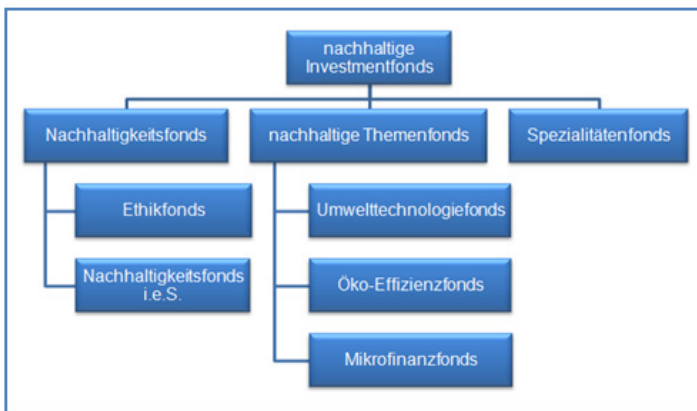 nachhaltige
Investmentfonds
Nachhaltigkeitsfonds
nachhaltige Themenfonds
Spezialitätenfonds
Ethikfonds
Nachhaltigkeitsfonds
i.e.S.
Umwelttechnologiefonds
Öko-Effizienzfonds
Mikrofinanzfonds